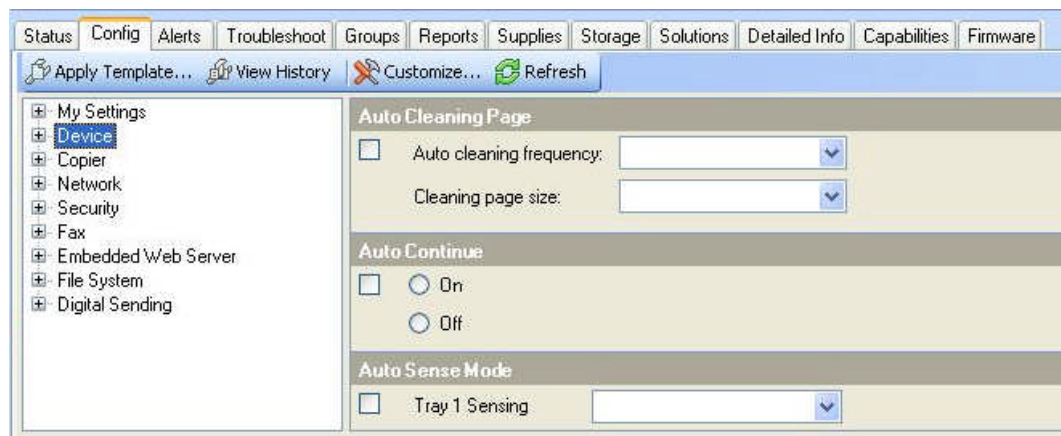 Status Config Alerts Troubleshoot Groups Reports Supplies Storage Solutions Detailed Info Capabilities Firmware
Apply Template... View History Customize... Refresh
My Settings
Device
Copier
Network
Security
Fax
Embedded Web Server
File System
Digital Sending
Auto Cleaning Page
Auto cleaning frequency:
Cleaning page size:
Auto Continue
On
Off
Auto Sense Mode
Tray 1 Sensing